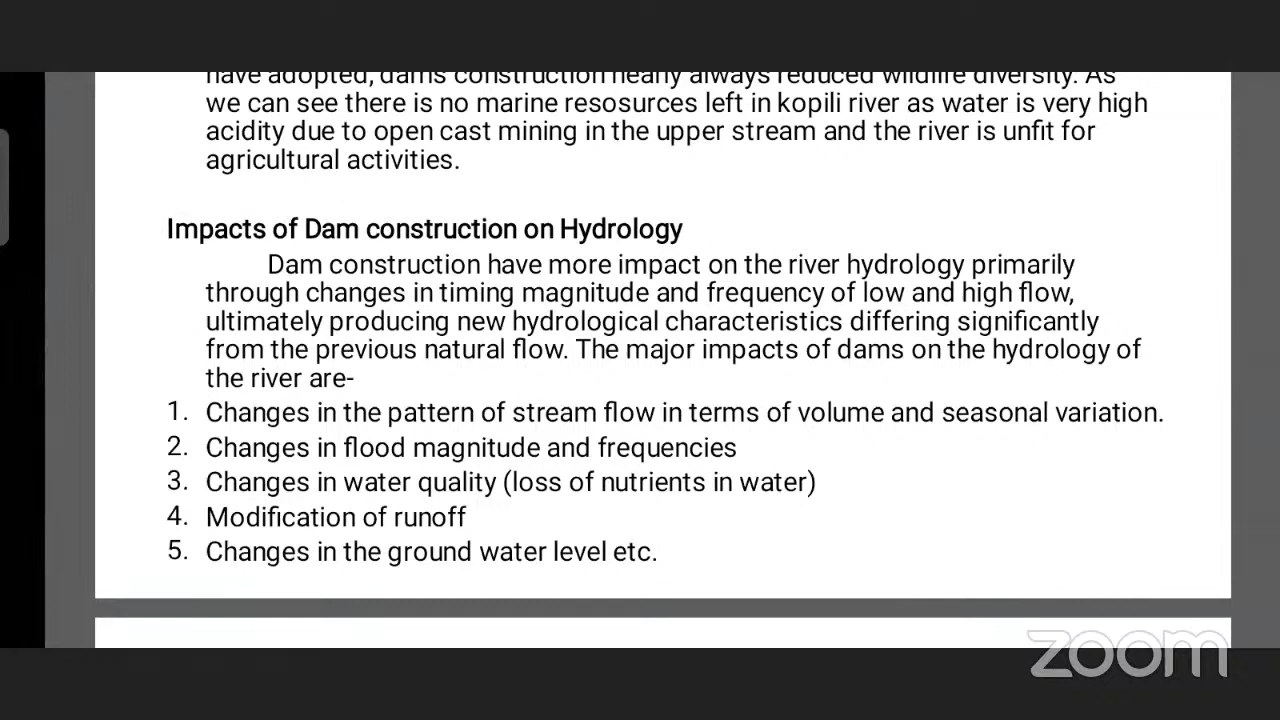 have adopted, dams construction nearly always reduced wildlife diversity. As
we can see there is no marine resosurces left in kopili river as water is very high
acidity due to open cast mining in the upper stream and the river is unfit for
agricultural activities.
Impacts of Dam construction on Hydrology
Dam construction have more impact on the river hydrology primarily
through changes in timing magnitude and frequency of low and high flow,
ultimately producing new hydrological characteristics differing significantly
from the previous natural flow. The major impacts of dams on the hydrology of
the river are-
1. Changes in the pattern of stream flow in terms of volume and seasonal variation.
2. Changes in flood magnitude and frequencies
3. Changes in water quality (loss of nutrients in water)
4. Modification of runoff
5. Changes in the ground water level etc.
zoom